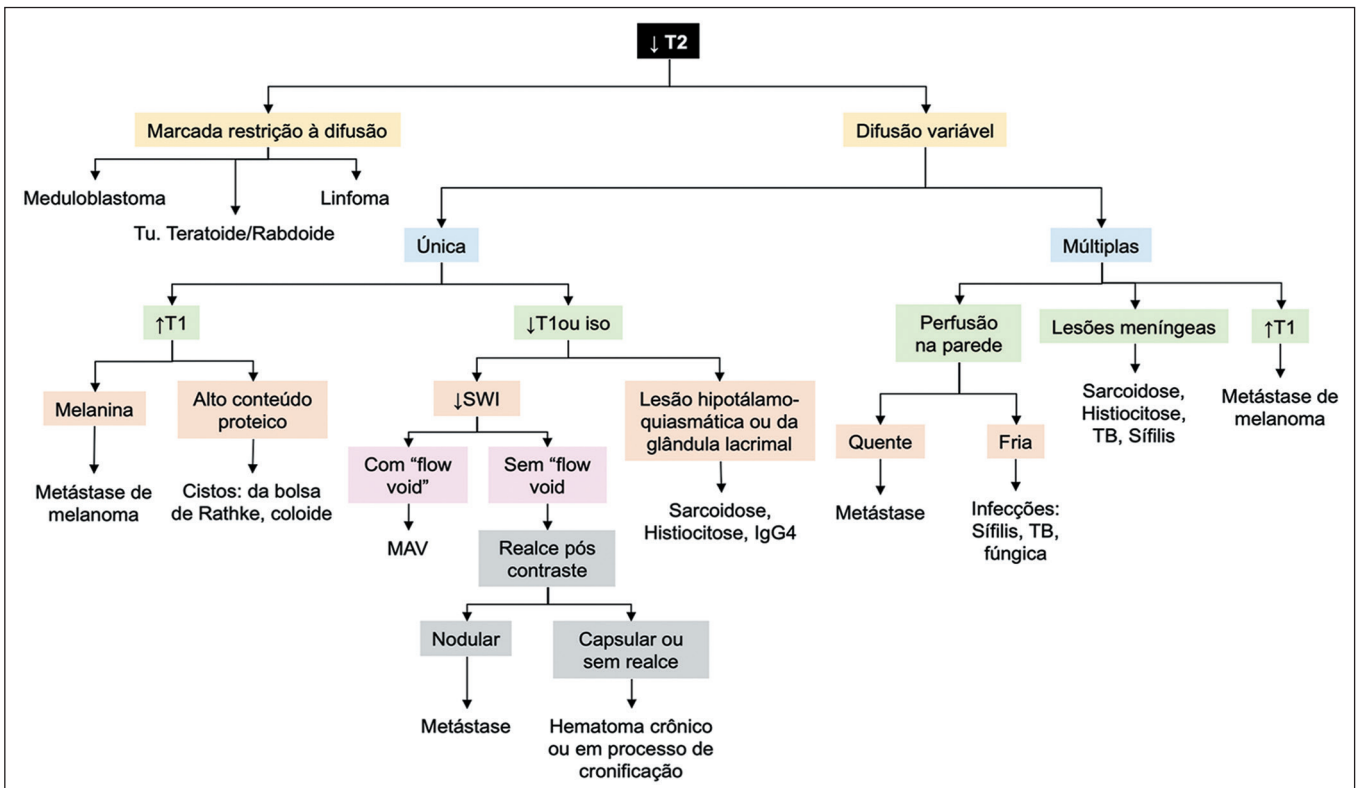 ↓ T2
Marcada restrição à difusão
Difusão variável
Meduloblastoma
Linfoma
Tu. Teratoide/Rabdoide
Única
Múltiplas
↑T1
↓T1ou iso
Perfusão
na parede
Lesões meníngeas
↑T1
Melanina
Alto conteúdo
proteico
↓SWI
Lesão hipotálamo-
quiasmática ou da
glândula lacrimal
Sarcoidose,
Histiocitose,
TB, Sífilis
Metástase de
melanoma
Quente
Fria
Com “flow
void”
Sem “flow
void
Metástase de
melanoma
Cistos: da bolsa
de Rathke, coloide
Sarcoidose,
Histiocitose, IgG4
Metástase
Infecções:
Sífilis, TB,
fúngica
MAV
Realce pós
contraste
Nodular
Capsular ou
sem realce
Metástase
Hematoma crônico
ou em processo de
cronificação